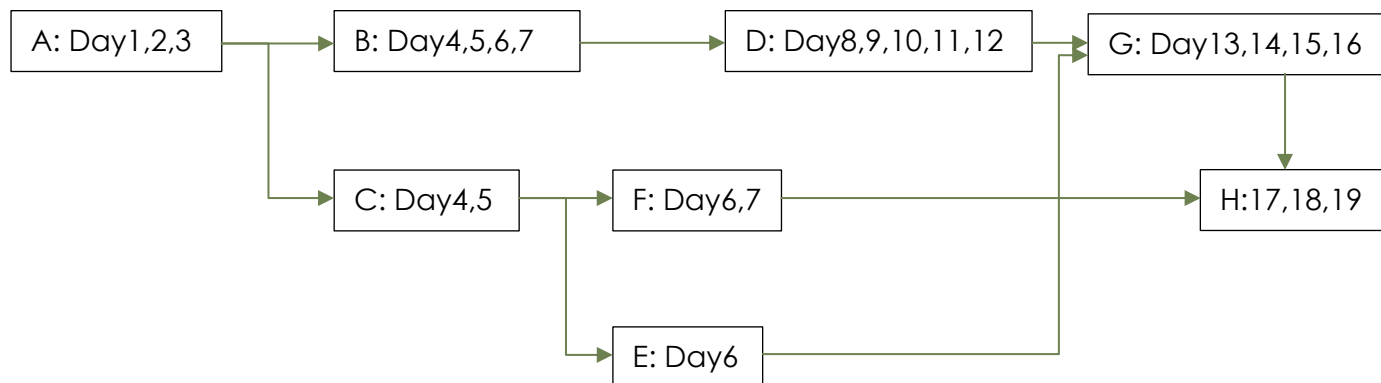 A: Day1,2,3
B: Day4,5,6,7
D: Day8,9,10,11,12
G: Day13,14,15,16
C: Day4,5
F: Day6,7
H:17,18,19
E: Day6